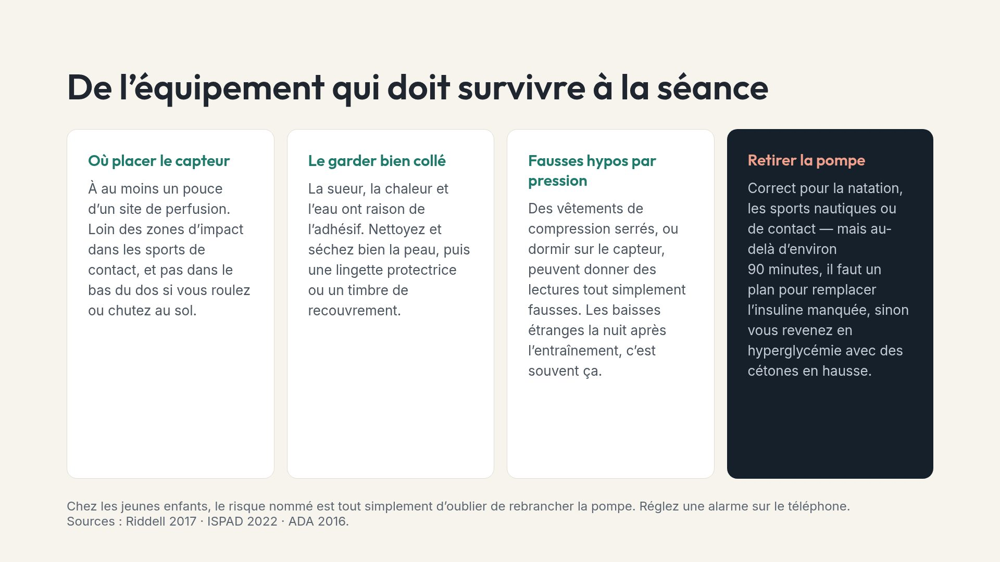 De l’équipement qui doit survivre à la séance
Où placer le capteur
À au moins un pouce
d’un site de perfusion.
Loin des zones d’impact
dans les sports de
contact, et pas dans le
bas du dos si vous roulez
ou chutez au sol.
Le garder bien collé
La sueur, la chaleur et
l’eau ont raison de
l’adhésif. Nettoyez et
séchez bien la peau, puis
une lingette protectrice
ou un timbre de
recouvrement.
Fausses hypos par
pression
Des vêtements de
compression serrés, ou
dormir sur le capteur,
peuvent donner des
lectures tout simplement
fausses. Les baisses
étranges la nuit après
l’entraînement, c’est
souvent ça.
Retirer la pompe
Correct pour la natation,
les sports nautiques ou
de contact — mais au-
delà d’environ
90 minutes, il faut un
plan pour remplacer
l’insuline manquée, sinon
vous revenez en
hyperglycémie avec des
cétones en hausse.
Chez les jeunes enfants, le risque nommé est tout simplement d’oublier de rebrancher la pompe. Réglez une alarme sur le téléphone.
Sources : Riddell 2017 · ISPAD 2022 · ADA 2016.